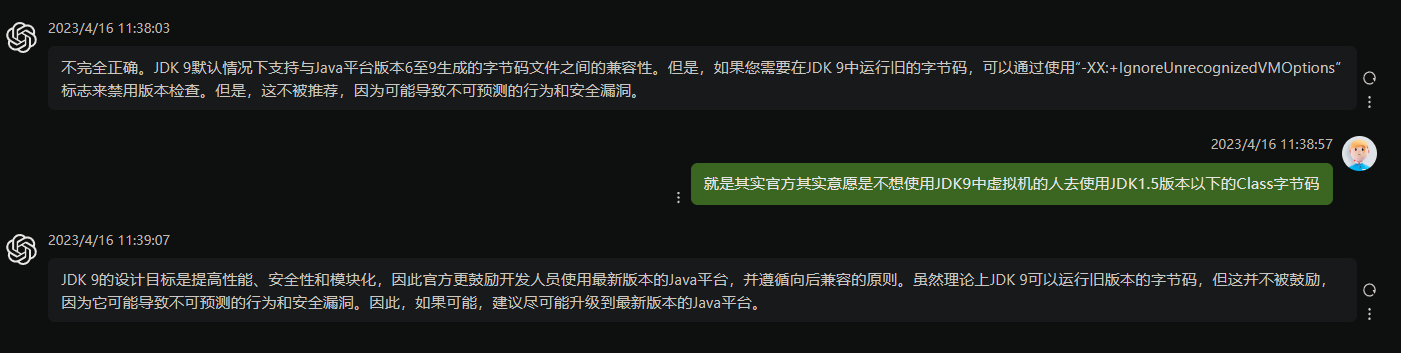 2023/4/16 11:38:03
不完全正确。JDK 9默认情况下支持与Java平台版本6至9生成的字节码文件之间的兼容性。但是，如果您需要在JDK 9中运行旧的字节码，可以通过使用“-XX:+IgnoreUnrecognizedVMOptions”
标志来禁用版本检查。但是，这不被推荐，因为可能导致不可预测的行为和安全漏洞。
2023/4/16 11:38:57
就是其实官方其实意愿是不想使用JDK9中虚拟机的人去使用JDK1.5版本以下的Class字节码
2023/4/16 11:39:07
JDK 9的设计目标是提高性能、安全性和模块化，因此官方更鼓励开发人员使用最新版本的Java平台，并遵循向后兼容的原则。虽然理论上JDK 9可以运行旧版本的字节码，但这并不被鼓励，
因为它可能导致不可预测的行为和安全漏洞。因此，如果可能，建议尽可能升级到最新版本的Java平台。